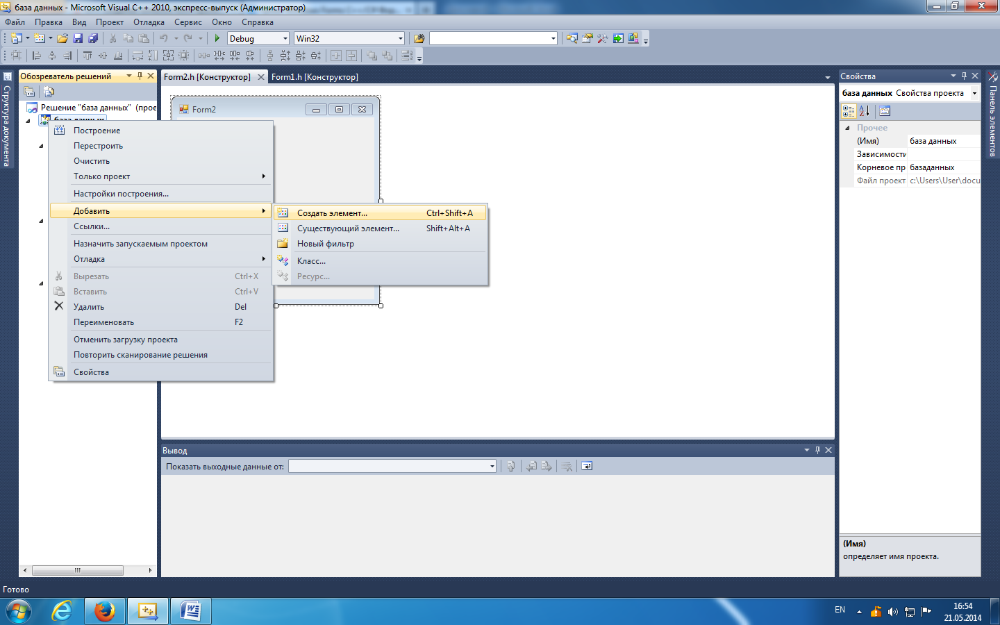 база данных - Microsoft Visual C++ 2010, экспресс-выпуск (Администратор)
Файл Правка Вид Проект Отладка Сервис Окно Справка
Debug Win32
Обозреватель решений
Form2.h [Конструктор] Form1.h [Конструктор]
Свойства
Структура документа
Панель элементов
Решение "база данных" (прое
база данных
Form2
база данных Свойства проекта
Прочее
(Имя) база данных
Зависимости
Корневое пр базаданных
Файл проект c:\Users\User\docu
Построение
Перестроить
Очистить
Только проект
Настройки построения...
Добавить
Ссылки...
Назначить запускаемым проектом
Отладка
Вырезать Ctrl+X
Вставить Ctrl+V
Удалить Del
Переименовать F2
Отменить загрузку проекта
Повторить сканирование решения
Свойства
Создать элемент... Ctrl+Shift+A
Существующий элемент... Shift+Alt+A
Новый фильтр
Класс...
Ресурс...
Вывод
Показать выходные данные от:
(Имя)
определяет имя проекта.
Готово
EN
16:54
21.05.2014